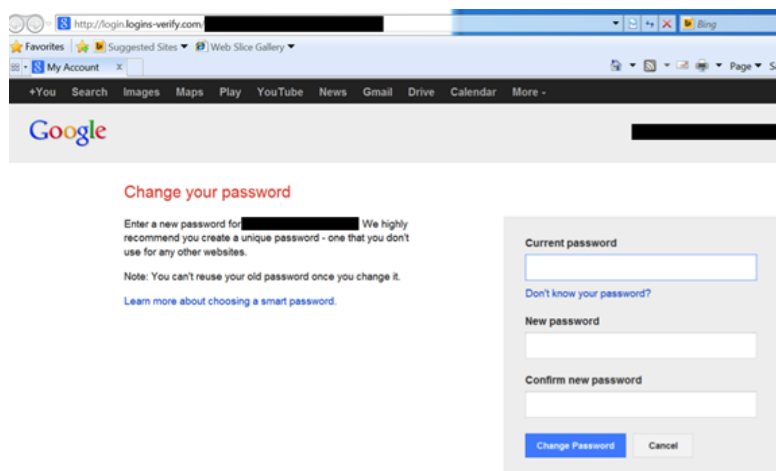 http://login.logins-verify.com/
Bing
Favorites Suggested Sites ▼ Web Slice Gallery ▼
My Account x
Page ▼ S
+You Search Images Maps Play YouTube News Gmail Drive Calendar More -
Google
Change your password
Enter a new password for We highly
recommend you create a unique password - one that you don't
use for any other websites.
Note: You can't reuse your old password once you change it.
Learn more about choosing a smart password.
Current password
Don't know your password?
New password
Confirm new password
Change Password Cancel